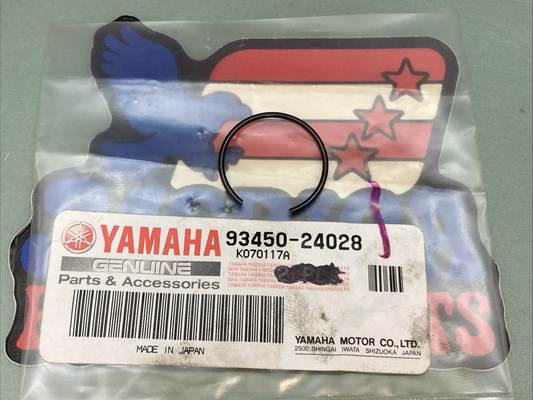 YAMAHA 93450-24028
K070117A
GENUINE
Parts & Accessories
MADE IN JAPAN
YAMAHA MOTOR CO.,LTD.
2500 SHINGAI IWATA SHIZUOKA JAPAN